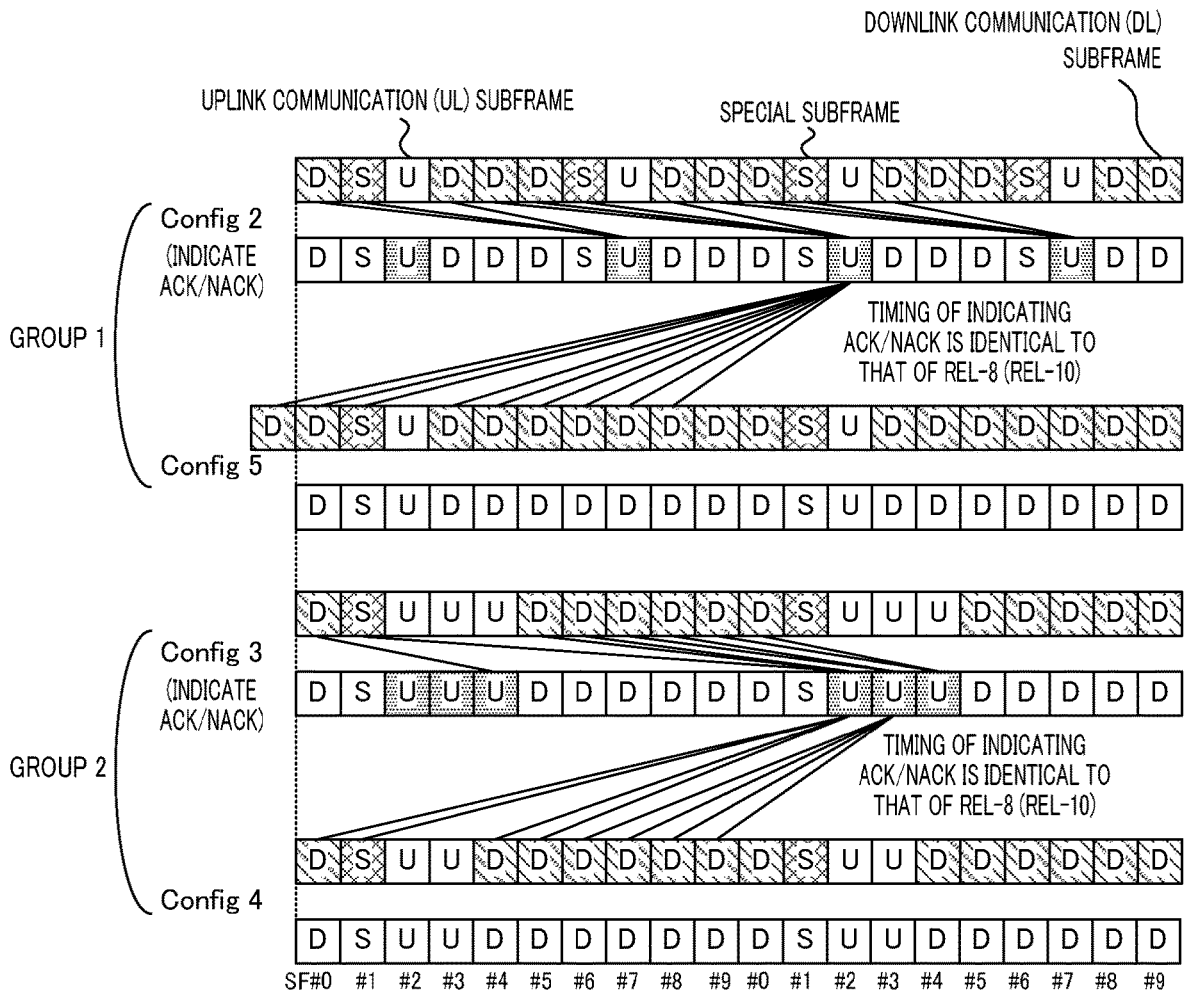 DOWNLINK COMMUNICATION (DL)
SUBFRAME
UPLINK COMMUNICATION (UL) SUBFRAME
SPECIAL SUBFRAME
D S U D D D S U D D D S U D D D S U D D
Config 2
(INDICATE
ACK/NACK)
D S U D D D S U D D D S U D D D S U D D
GROUP 1
TIMING OF INDICATING
ACK/NACK IS IDENTICAL TO
THAT OF REL-8 (REL-10)
D D S U D D D D D D D S U D D D D D D D
Config 5
D S U D D D D D D D S U D D D D D D D
D S U U U D D D D D D S U U U D D D D D
Config 3
(INDICATE
ACK/NACK)
D S U U U D D D D D D S U U U D D D D D
GROUP 2
TIMING OF INDICATING
ACK/NACK IS IDENTICAL TO
THAT OF REL-8 (REL-10)
D S U U D D D D D D D S U U D D D D D D
Config 4
D S U U D D D D D D D S U U D D D D D D
SF#0 #1 #2 #3 #4 #5 #6 #7 #8 #9 #0 #1 #2 #3 #4 #5 #6 #7 #8 #9